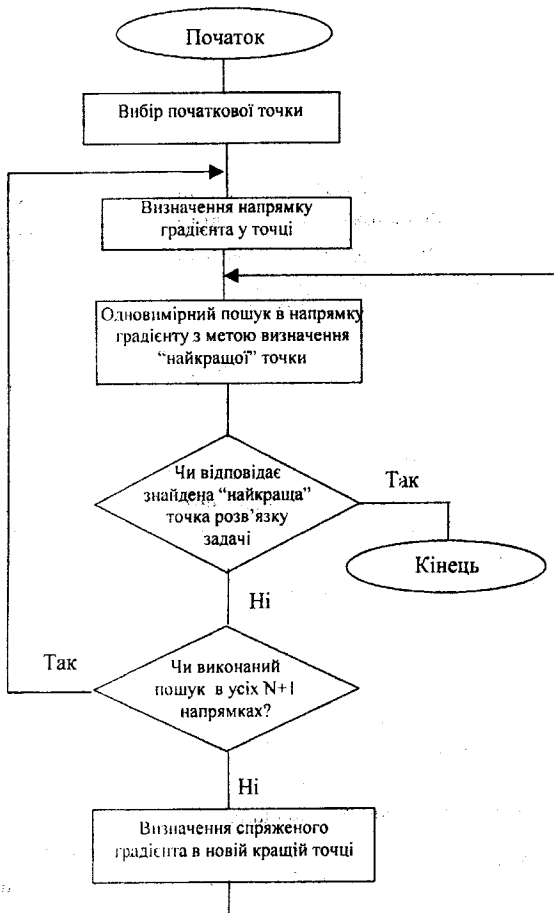 Початок
Вибір початкової точки
Визначення напрямку
градієнта у точці
Одновимірний пошук в напрямку
градієнту з метою визначення
“найкращої” точки
Чи відповідає
знайдена “найкраща”
точка розв’язку
задачі
Так
Кінець
Ні
Так
Чи виконаний
пошук в усіх N+1
напрямках?
Ні
Визначення спряженого
градієнта в новій кращій точці